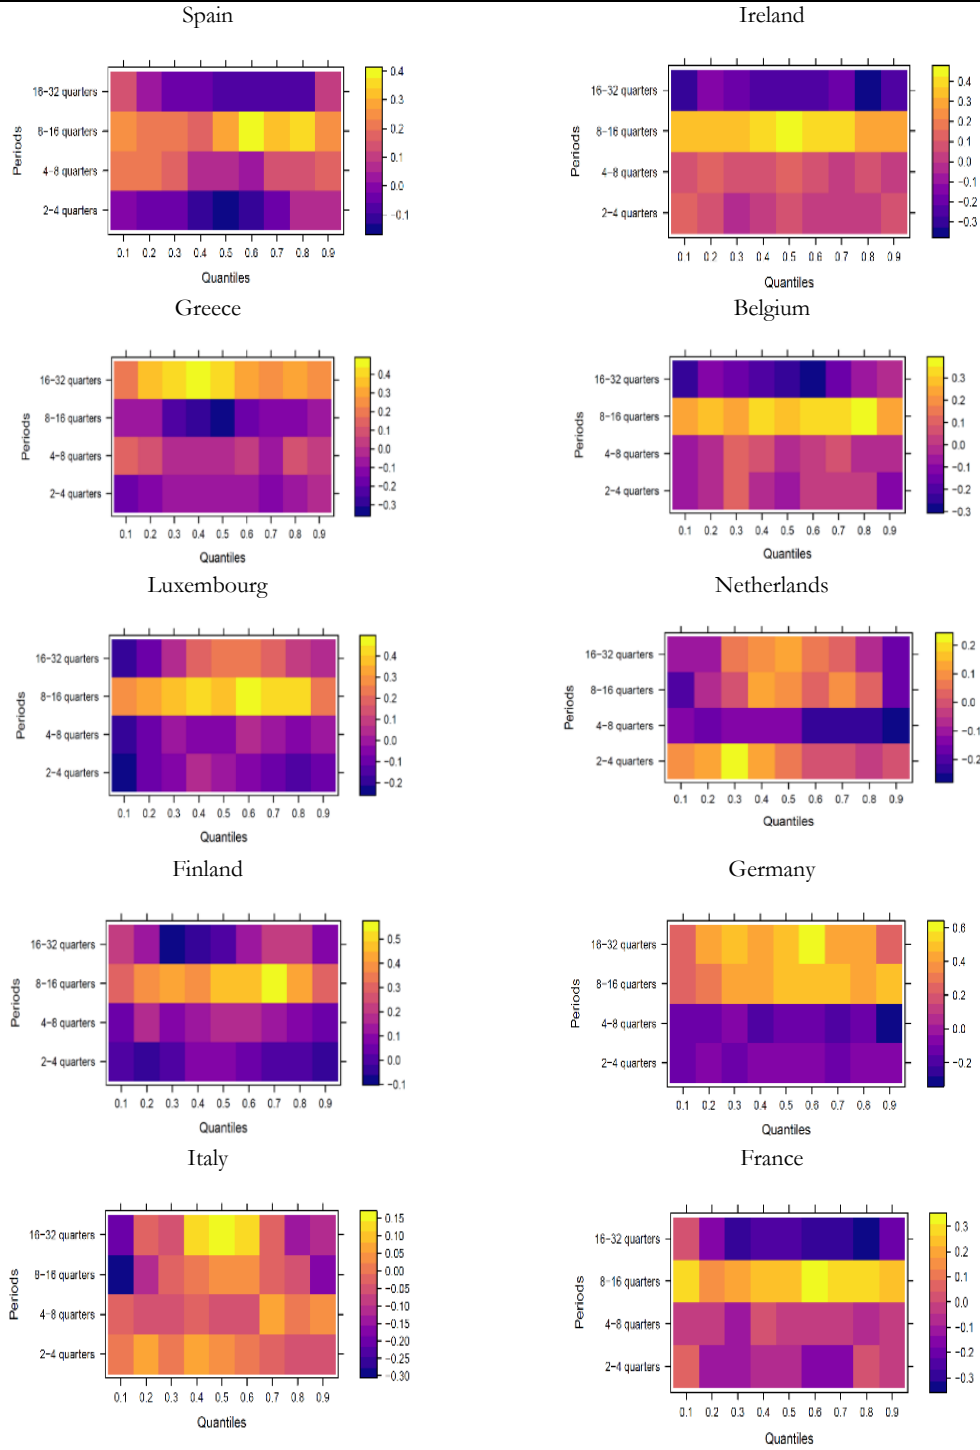 Spain
16-32 quarters
8-16 quarters
4-8 quarters
2-4 quarters
Periods
0.4
0.3
0.2
0.1
0.0
-0.1
0.1 0.2 0.3 0.4 0.5 0.6 0.7 0.8 0.9
Quantiles
Ireland
16-32 quarters
8-16 quarters
4-8 quarters
2-4 quarters
Periods
0.4
0.3
0.2
0.1
0.0
-0.1
-0.2
-0.3
0.1 0.2 0.3 0.4 0.5 0.6 0.7 0.8 0.9
Quantiles
Greece
16-32 quarters
8-16 quarters
4-8 quarters
2-4 quarters
Periods
0.4
0.3
0.2
0.1
0.0
-0.1
-0.2
-0.3
0.1 0.2 0.3 0.4 0.5 0.6 0.7 0.8 0.9
Quantiles
Belgium
16-32 quarters
8-16 quarters
4-8 quarters
2-4 quarters
Periods
0.3
0.2
0.1
0.0
-0.1
-0.2
-0.3
0.1 0.2 0.3 0.4 0.5 0.6 0.7 0.8 0.9
Quantiles
Luxembourg
16-32 quarters
8-16 quarters
4-8 quarters
2-4 quarters
Periods
0.4
0.3
0.2
0.1
0.0
-0.1
-0.2
0.1 0.2 0.3 0.4 0.5 0.6 0.7 0.8 0.9
Quantiles
Netherlands
16-32 quarters
8-16 quarters
4-8 quarters
2-4 quarters
Periods
0.2
0.1
0.0
-0.1
-0.2
0.1 0.2 0.3 0.4 0.5 0.6 0.7 0.8 0.9
Quantiles
Finland
16-32 quarters
8-16 quarters
4-8 quarters
2-4 quarters
Periods
0.5
0.4
0.3
0.2
0.1
0.0
-0.1
0.1 0.2 0.3 0.4 0.5 0.6 0.7 0.8 0.9
Quantiles
Germany
16-32 quarters
8-16 quarters
4-8 quarters
2-4 quarters
Periods
0.6
0.4
0.2
0.0
-0.2
0.1 0.2 0.3 0.4 0.5 0.6 0.7 0.8 0.9
Quantiles
Italy
16-32 quarters
8-16 quarters
4-8 quarters
2-4 quarters
Periods
0.15
0.10
0.05
0.00
-0.05
-0.10
-0.15
-0.20
-0.25
-0.30
0.1 0.2 0.3 0.4 0.5 0.6 0.7 0.8 0.9
Quantiles
France
16-32 quarters
8-16 quarters
4-8 quarters
2-4 quarters
Periods
0.3
0.2
0.1
0.0
-0.1
-0.2
-0.3
0.1 0.2 0.3 0.4 0.5 0.6 0.7 0.8 0.9
Quantiles